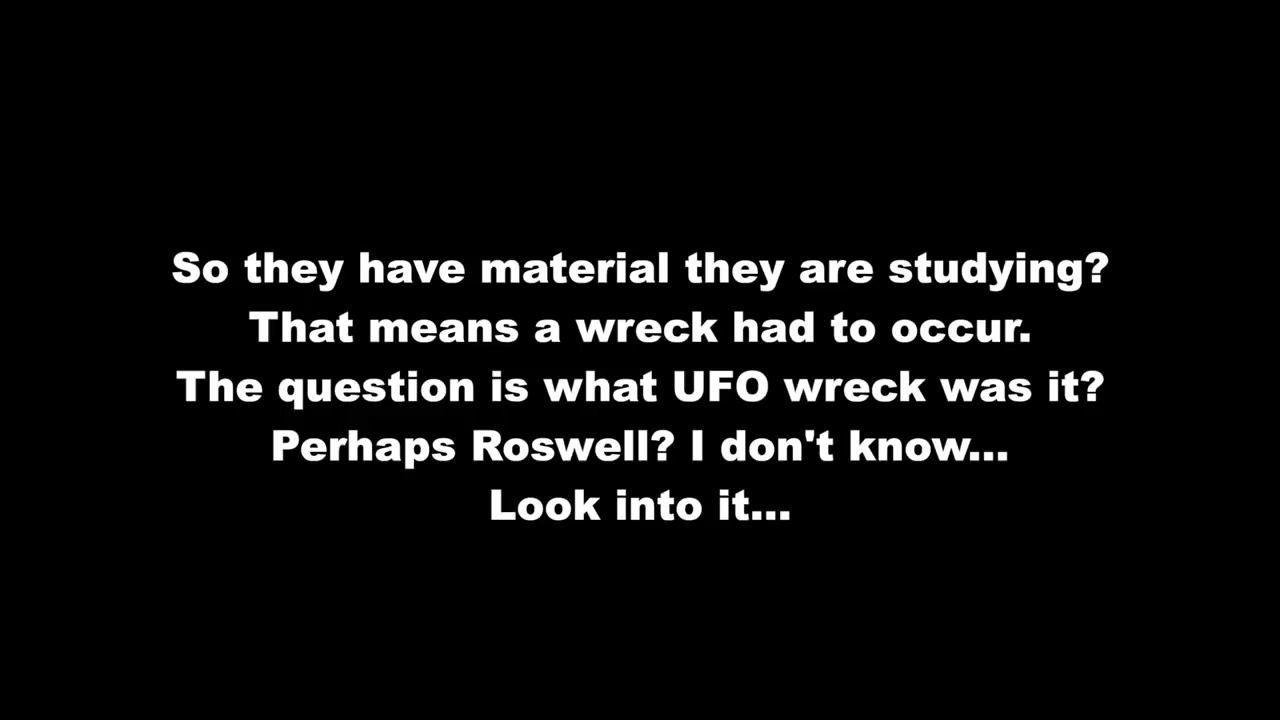 So they have material they are studying?
That means a wreck had to occur.
The question is what UFO wreck was it?
Perhaps Roswell? I don't know...
Look into it...